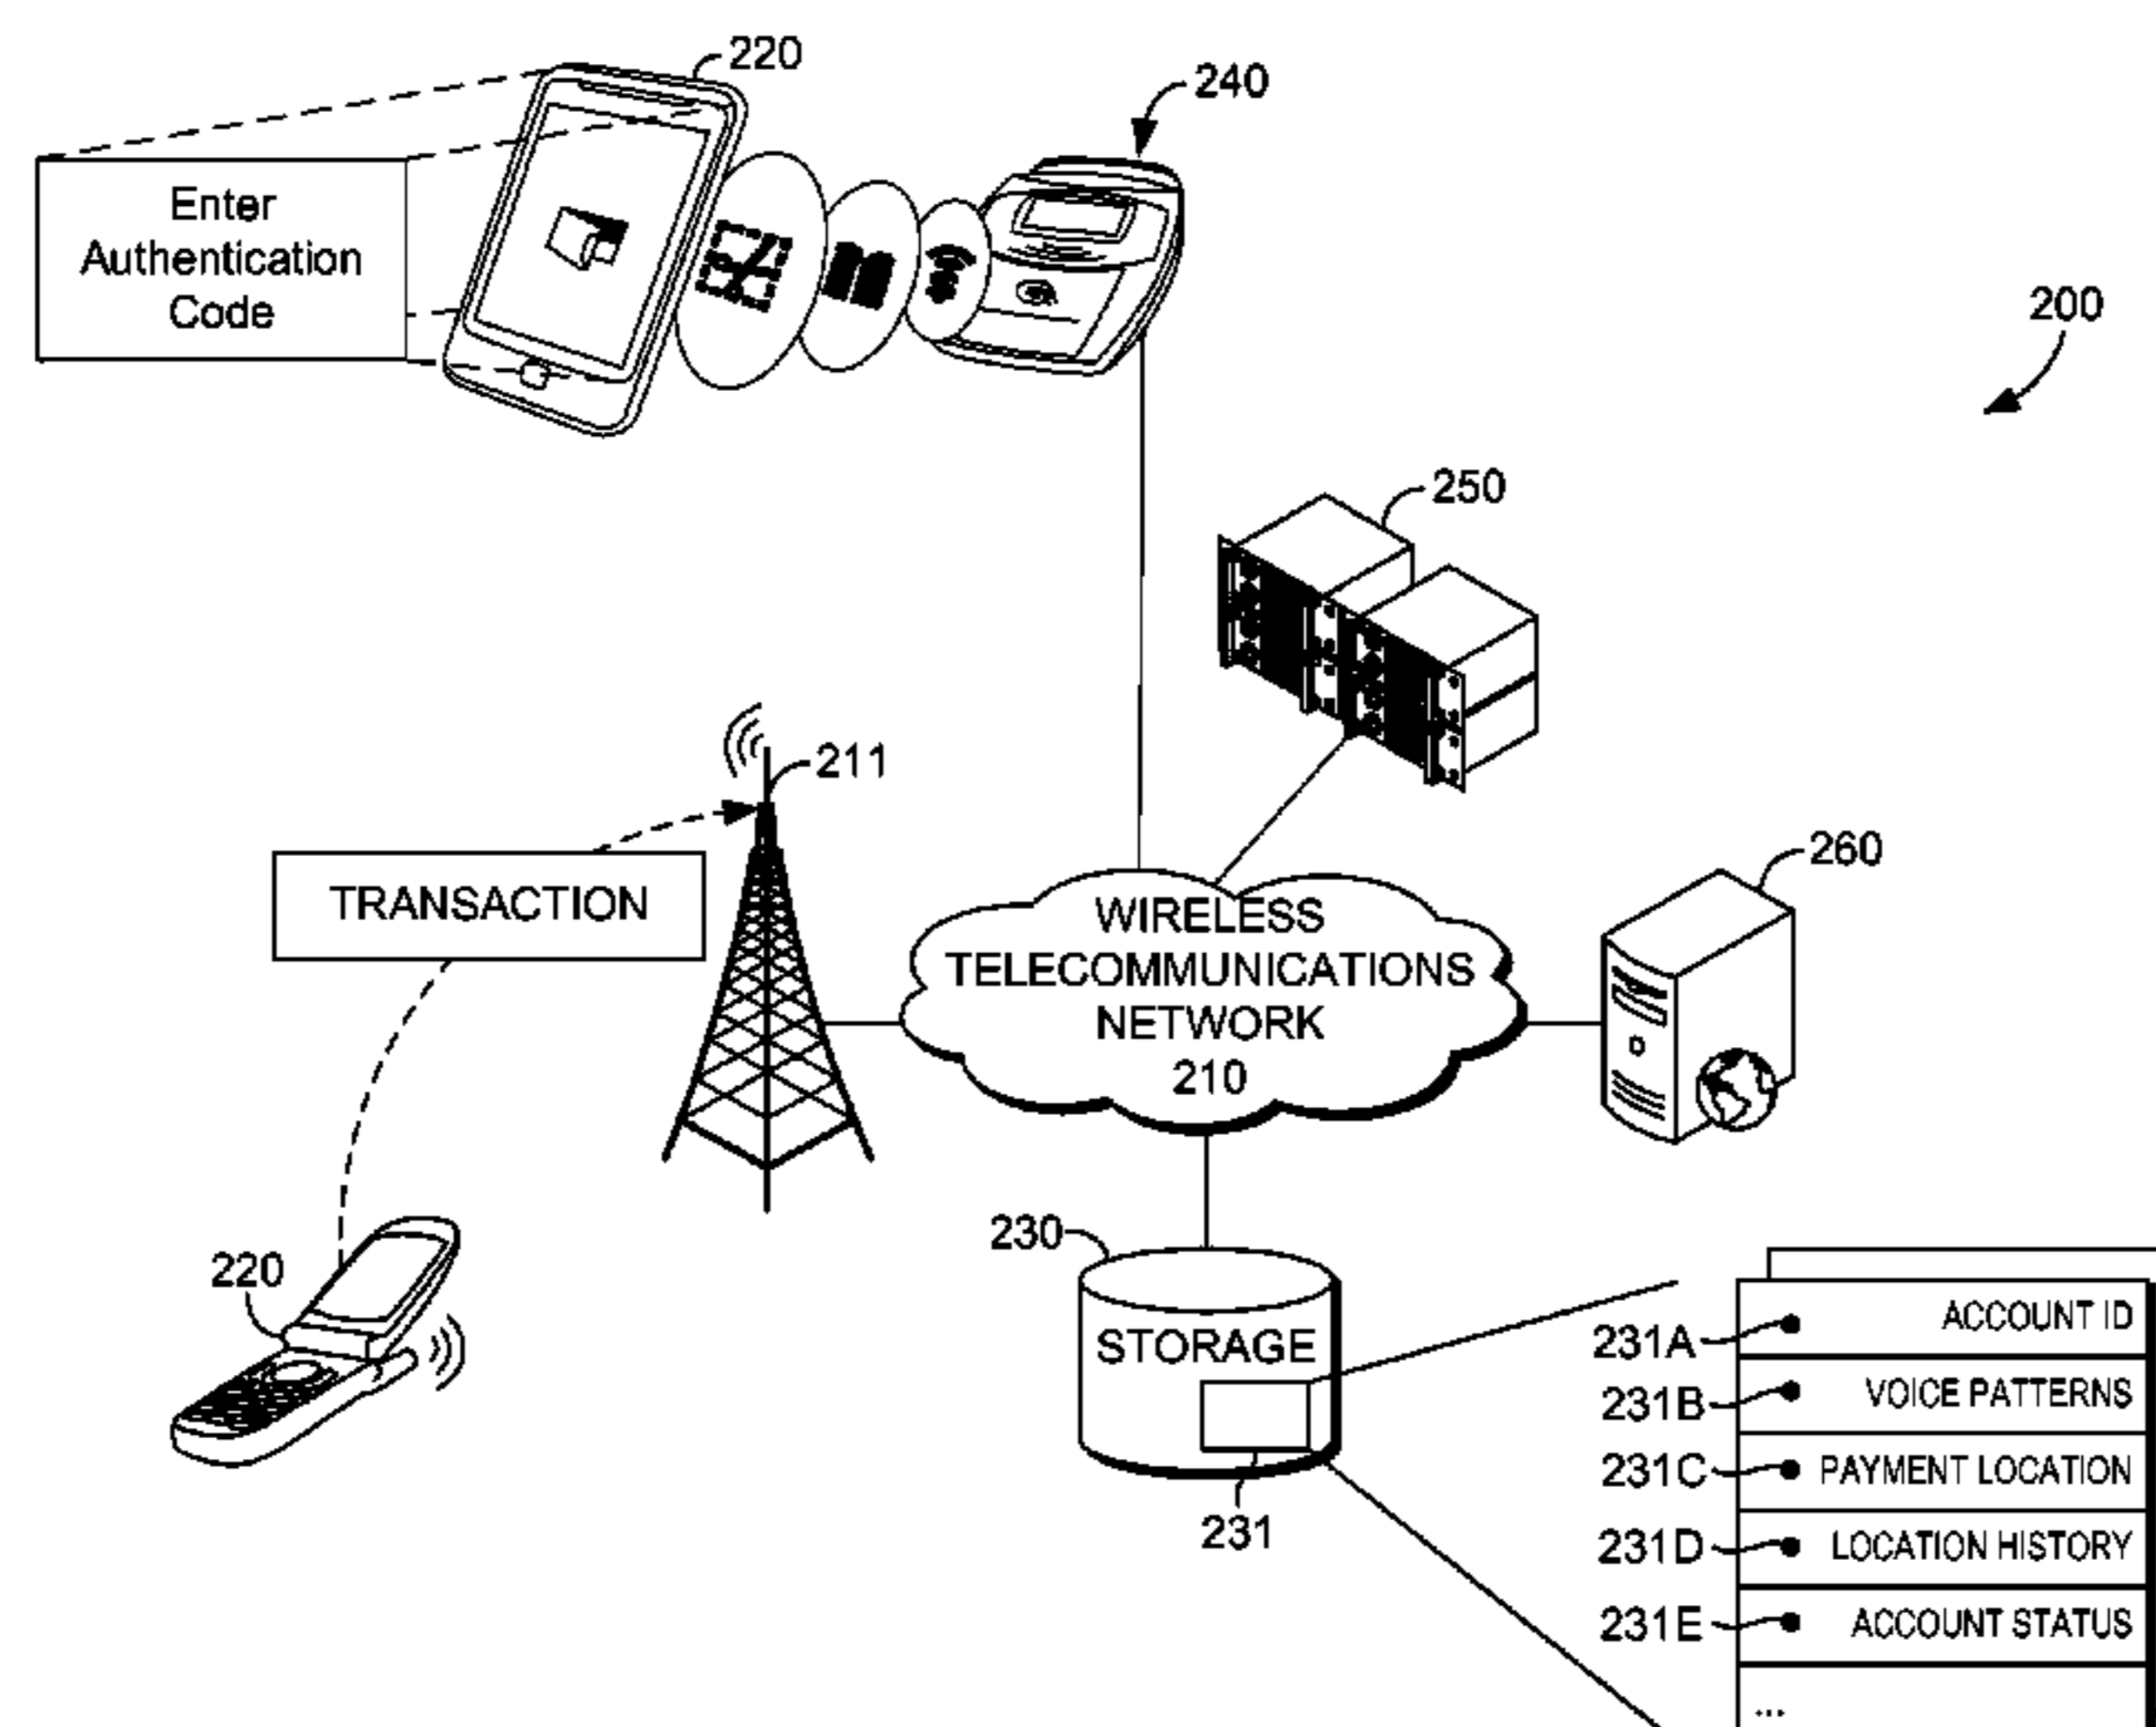 220
240
Enter
Authentication
Code
200
250
211
260
TRANSACTION
WIRELESS
TELECOMMUNICATIONS
NETWORK
210
230
220
STORAGE
231
231A
ACCOUNT ID
231B
VOICE PATTERNS
231C
PAYMENT LOCATION
231D
LOCATION HISTORY
231E
ACCOUNT STATUS
...